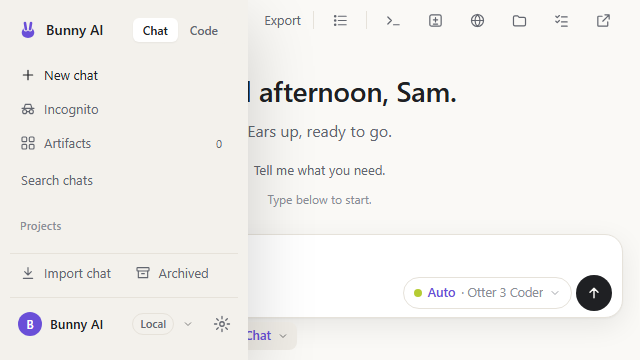 Bunny AI
Chat
Code
Export
New chat
Incognito
Artifacts
0
Search chats
Projects
Import chat
Archived
B
Bunny AI
Local
afternoon, Sam.
Ears up, ready to go.
Tell me what you need.
Type below to start.
Auto · Otter 3 Coder
Chat